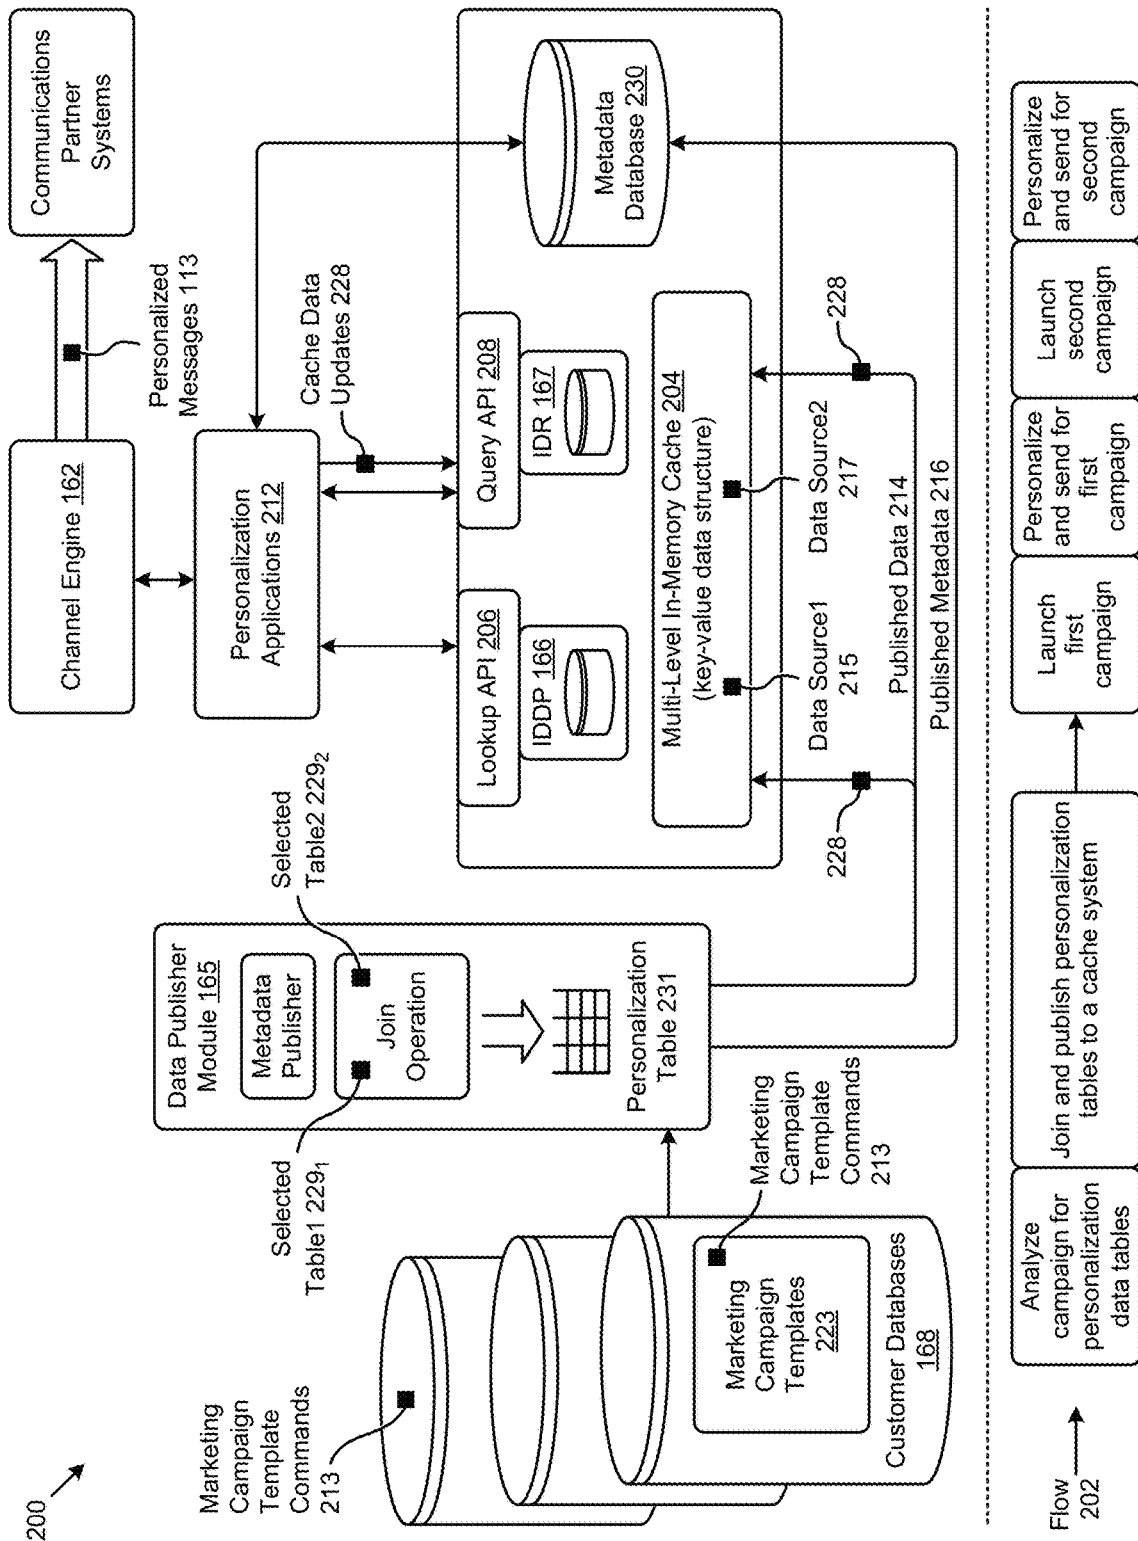 200
Marketing
Campaign
Template
Commands
213
Selected
Table1 229₁
Selected
Table2 229₂
Data Publisher
Module 165
Metadata
Publisher
Join
Operation
Personalization
Table 231
Marketing
Campaign
Templates
223
Customer Databases
168
Marketing
Campaign
Template
Commands
213
Channel Engine 162
Personalized
Messages 113
Communications
Partner
Systems
Personalization
Applications 212
Cache Data
Updates 228
Lookup API 206
IDDP 166
Query API 208
IDR 167
Metadata
Database 230
Multi-Level In-Memory Cache 204
(key-value data structure)
228
Data Source1
215
Data Source2
217
228
Published Data 214
Published Metadata 216
Flow
202
Analyze
campaign for
personalization
data tables
Join and publish personalization
tables to a cache system
Launch
first
campaign
Personalize
and send for
first
campaign
Launch
second
campaign
Personalize
and send for
second
campaign